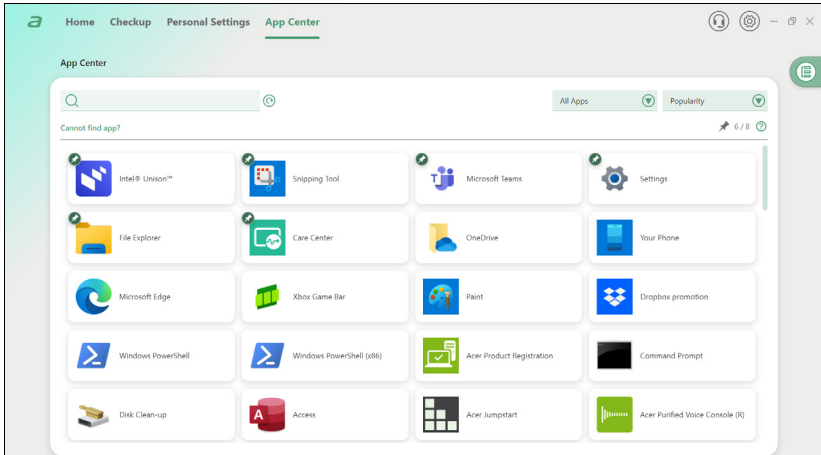 a Home Checkup Personal Settings App Center
App Center
All Apps Popularity
Cannot find app? 6 / 8 ?
Intel® Unison™ Snipping Tool Microsoft Teams Settings
File Explorer Care Center OneDrive Your Phone
Microsoft Edge Xbox Game Bar Paint Dropbox promotion
Windows PowerShell Windows PowerShell (x86) Acer Product Registration Command Prompt
Disk Clean-up A Access Acer Jumpstart Acer Purified Voice Console (R)